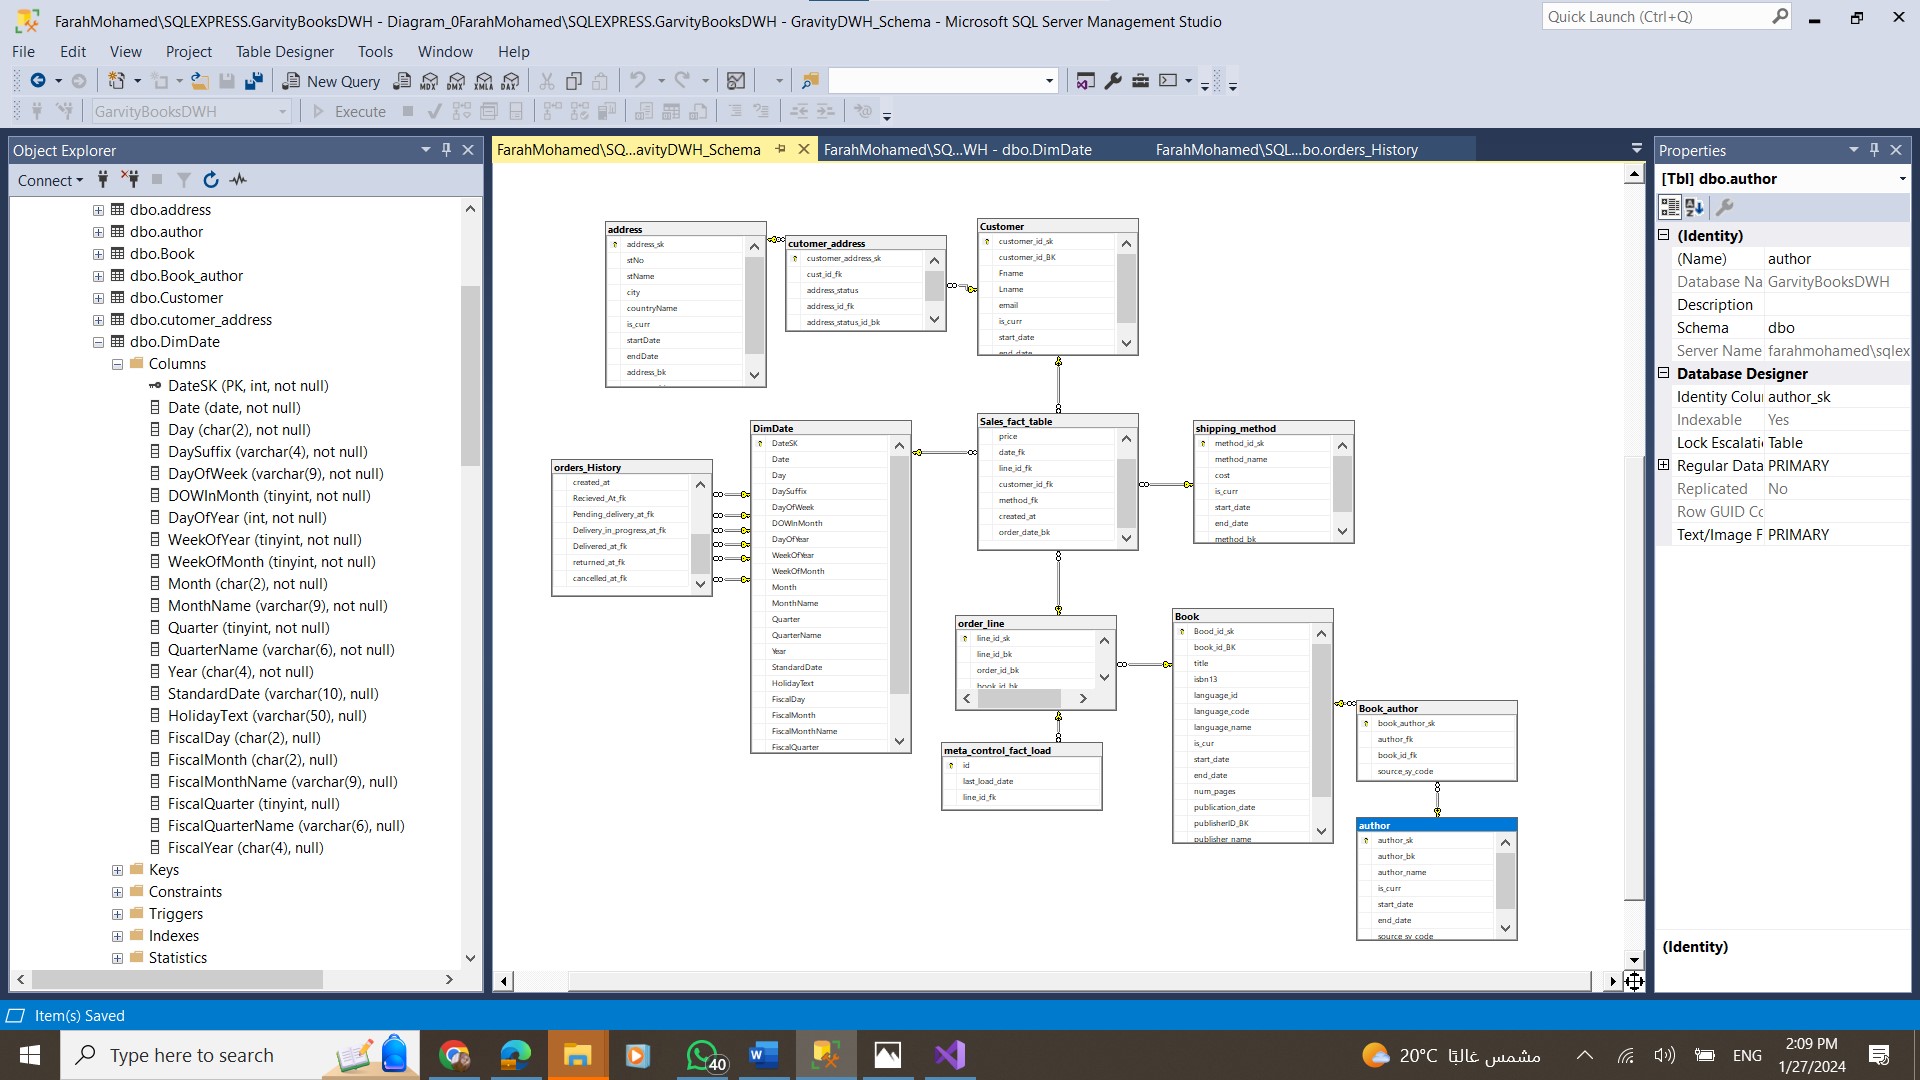 FarahMohamed\SQLEXPRESS.GarvityBooksDWH - Diagram_0FarahMohamed\SQLEXPRESS.GarvityBooksDWH - GravityDWH_Schema - Microsoft SQL Server Management Studio
Quick Launch (Ctrl+Q)
File Edit View Project Table Designer Tools Window Help
New Query MDX DMX XMLA DAX
GarvityBooksDWH Execute
Object Explorer
Connect
dbo.address
dbo.author
dbo.Book
dbo.Book_author
dbo.Customer
dbo.cutomer_address
dbo.DimDate
Columns
DateSK (PK, int, not null)
Date (date, not null)
Day (char(2), not null)
DaySuffix (varchar(4), not null)
DayOfWeek (varchar(9), not null)
DOWInMonth (tinyint, not null)
DayOfYear (int, not null)
WeekOfYear (tinyint, not null)
WeekOfMonth (tinyint, not null)
Month (char(2), not null)
MonthName (varchar(9), not null)
Quarter (tinyint, not null)
QuarterName (varchar(6), not null)
Year (char(4), not null)
StandardDate (varchar(10), null)
HolidayText (varchar(50), null)
FiscalDay (char(2), null)
FiscalMonth (char(2), null)
FiscalMonthName (varchar(9), null)
FiscalQuarter (tinyint, null)
FiscalQuarterName (varchar(6), null)
FiscalYear (char(4), null)
Keys
Constraints
Triggers
Indexes
Statistics
FarahMohamed\SQ...avityDWH_Schema
FarahMohamed\SQ...WH - dbo.DimDate
FarahMohamed\SQL...bo.orders_History
address
address_sk
stNo
stName
city
countryName
is_curr
startDate
endDate
address_bk
cutomer_address
customer_address_sk
cust_id_fk
address_status
address_id_fk
address_status_id_bk
Customer
customer_id_sk
customer_id_BK
Fname
Lname
email
is_curr
start_date
end_date
orders_History
created_at
Recieved_At_fk
Pending_delivery_at_fk
Delivery_in_progress_at_fk
Delivered_at_fk
returned_at_fk
cancelled_at_fk
DimDate
DateSK
Date
Day
DaySuffix
DayOfWeek
DOWInMonth
DayOfYear
WeekOfYear
WeekOfMonth
Month
MonthName
Quarter
QuarterName
Year
StandardDate
HolidayText
FiscalDay
FiscalMonth
FiscalMonthName
FiscalQuarter
Sales_fact_table
price
date_fk
line_id_fk
customer_id_fk
method_fk
created_at
order_date_bk
shipping_method
method_id_sk
method_name
cost
is_curr
start_date
end_date
method_bk
order_line
line_id_sk
line_id_bk
order_id_bk
book_id_bk
meta_control_fact_load
id
last_load_date
line_id_fk
Book
Bood_id_sk
book_id_BK
title
isbn13
language_id
language_code
language_name
is_cur
start_date
end_date
num_pages
publication_date
publisherID_BK
publisher_name
Book_author
book_author_sk
author_fk
book_id_fk
source_sy_code
author
author_sk
author_bk
author_name
is_curr
start_date
end_date
source_sy_code
Properties
[Tbl] dbo.author
(Identity)
(Name) author
Database Na GarvityBooksDWH
Description
Schema dbo
Server Name farahmohamed\sqlex
Database Designer
Identity Colu author_sk
Indexable Yes
Lock Escalati Table
Regular Data PRIMARY
Replicated No
Row GUID Cc
Text/Image F PRIMARY
(Identity)
Item(s) Saved
Type here to search
40
20°C مشمس غالبًا
ENG
2:09 PM
1/27/2024